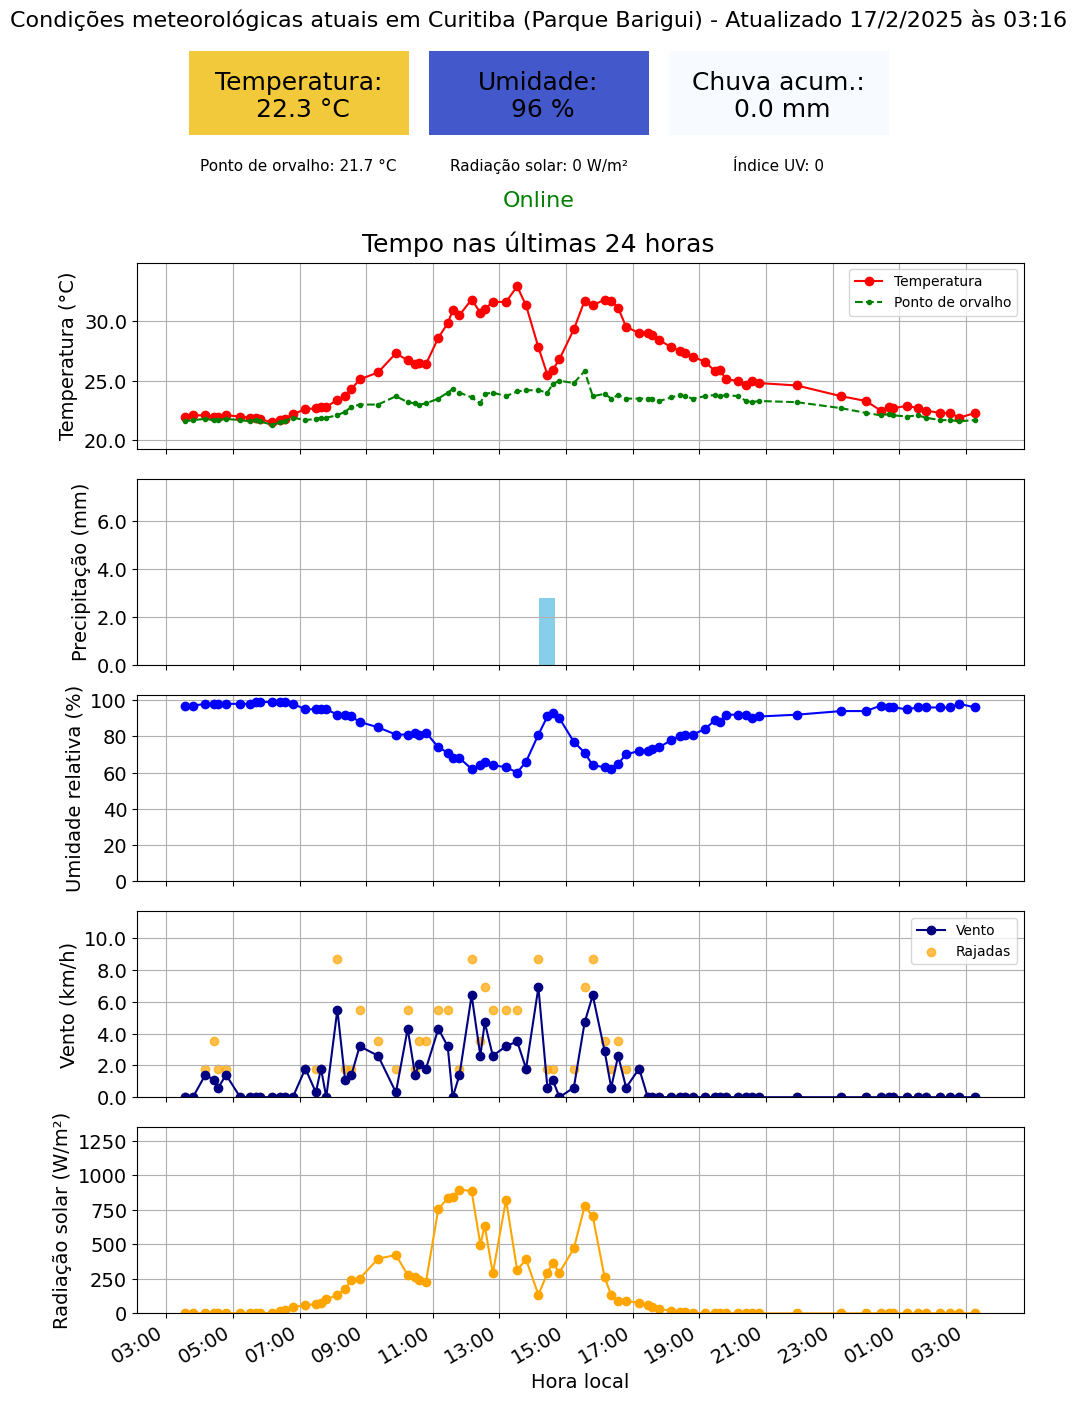 Condições meteorológicas atuais em Curitiba (Parque Barigui) - Atualizado 17/2/2025 às 03:16
Temperatura:
22.3 °C
Umidade:
96 %
Chuva acum.:
0.0 mm
Ponto de orvalho: 21.7 °C
Radiação solar: 0 W/m²
Índice UV: 0
Online
Tempo nas últimas 24 horas
Temperatura (°C)
30.0
25.0
20.0
Temperatura
Ponto de orvalho
Precipitação (mm)
6.0
4.0
2.0
0.0
Umidade relativa (%)
100
80
60
40
20
0
Vento (km/h)
10.0
8.0
6.0
4.0
2.0
0.0
Vento
Rajadas
Radiação solar (W/m²)
1250
1000
750
500
250
0
03:00
05:00
07:00
09:00
11:00
13:00
15:00
17:00
19:00
21:00
23:00
01:00
03:00
Hora local